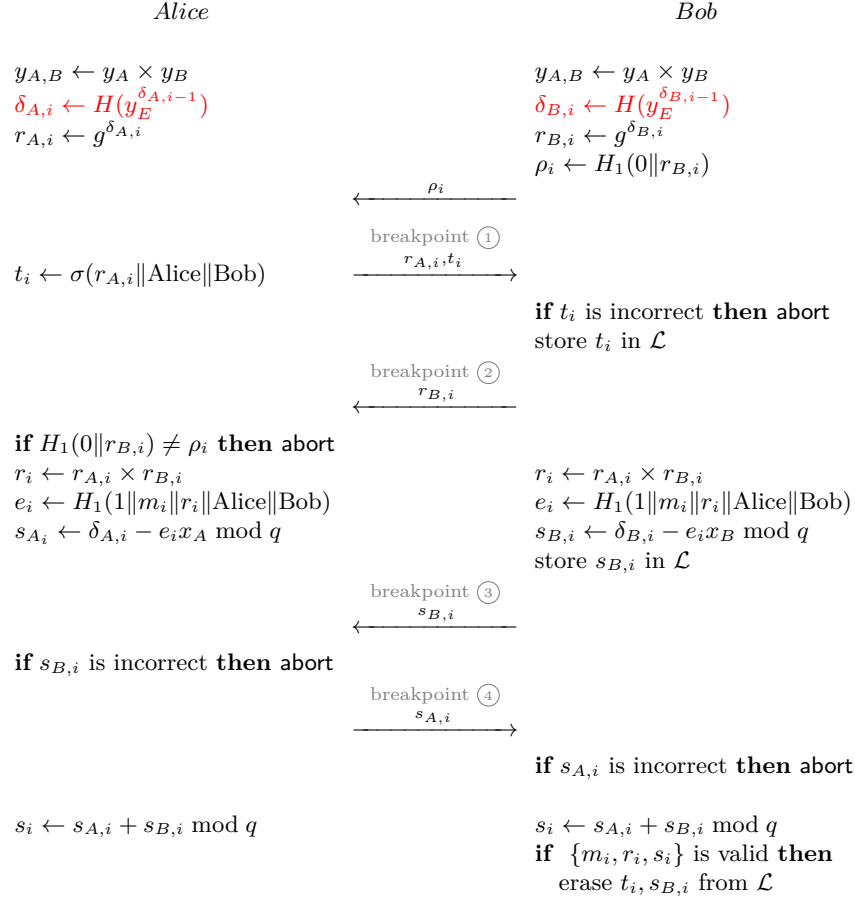 Alice Bob
y_{A,B} ← y_A × y_B y_{A,B} ← y_A × y_B
δ_{A,i} ← H(y_E^{δ_{A,i−1}}) δ_{B,i} ← H(y_E^{δ_{B,i−1}})
r_{A,i} ← g^{δ_{A,i}} r_{B,i} ← g^{δ_{B,i}}
ρ_i ← H_1(0‖r_{B,i})
ρ_i
breakpoint ①
r_{A,i}, t_i
t_i ← σ(r_{A,i}‖Alice‖Bob)
if t_i is incorrect then abort
store t_i in ℒ
breakpoint ②
r_{B,i}
if H_1(0‖r_{B,i}) ≠ ρ_i then abort
r_i ← r_{A,i} × r_{B,i} r_i ← r_{A,i} × r_{B,i}
e_i ← H_1(1‖m_i‖r_i‖Alice‖Bob) e_i ← H_1(1‖m_i‖r_i‖Alice‖Bob)
s_{A_i} ← δ_{A,i} − e_i x_A mod q s_{B,i} ← δ_{B,i} − e_i x_B mod q
store s_{B,i} in ℒ
breakpoint ③
s_{B,i}
if s_{B,i} is incorrect then abort
breakpoint ④
s_{A,i}
if s_{A,i} is incorrect then abort
s_i ← s_{A,i} + s_{B,i} mod q s_i ← s_{A,i} + s_{B,i} mod q
if {m_i, r_i, s_i} is valid then
erase t_i, s_{B,i} from ℒ